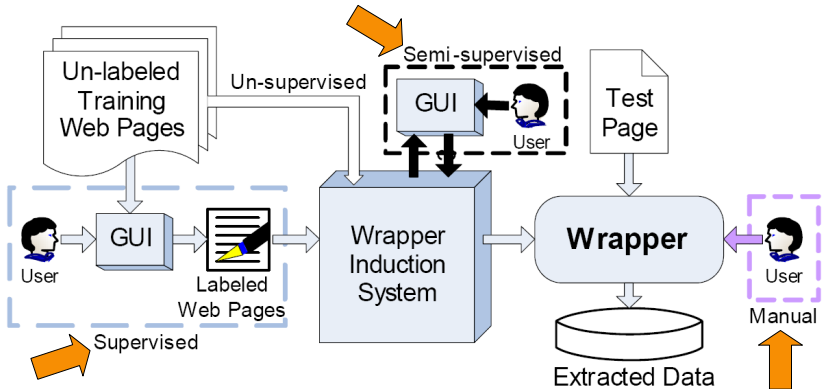 Un-labeled
Training
Web Pages
Un-supervised
Semi-supervised
GUI
User
Test
Page
User
GUI
Labeled
Web Pages
Supervised
Wrapper
Induction
System
Wrapper
User
Manual
Extracted Data